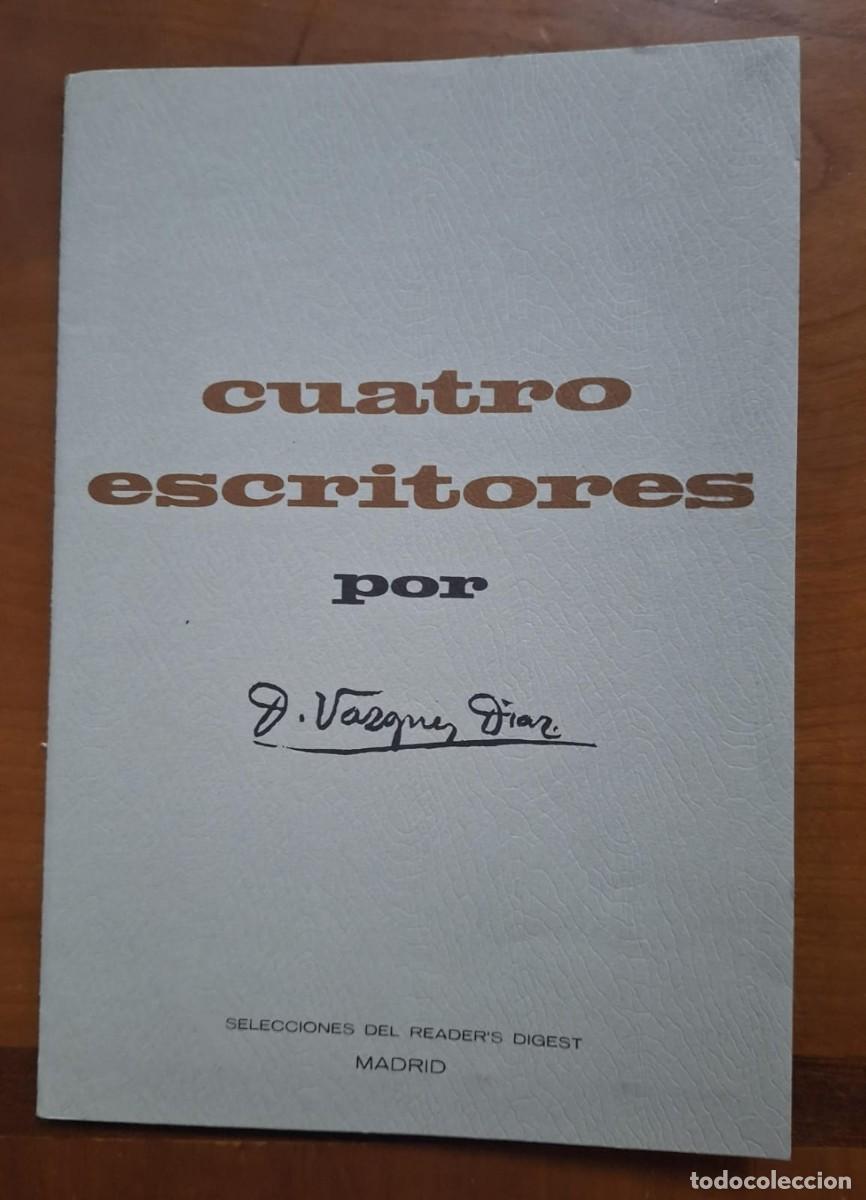 cuatro
escritores
por
D. Vazquez Diaz.
SELECCIONES DEL READER'S DIGEST
MADRID
todocoleccion